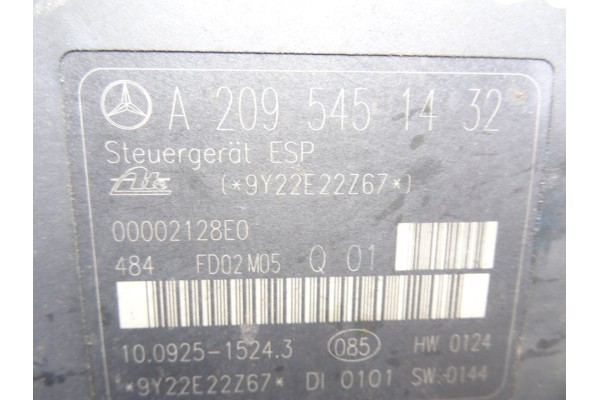 A 209 545 14 32
Steuergerät ESP
Ate (*9Y22E22Z67*)
00002128E0
484 FD02M05 Q 01
10.0925-1524.3 085 HW 0124
*9Y22E22Z67* DI 0101 SW 0144